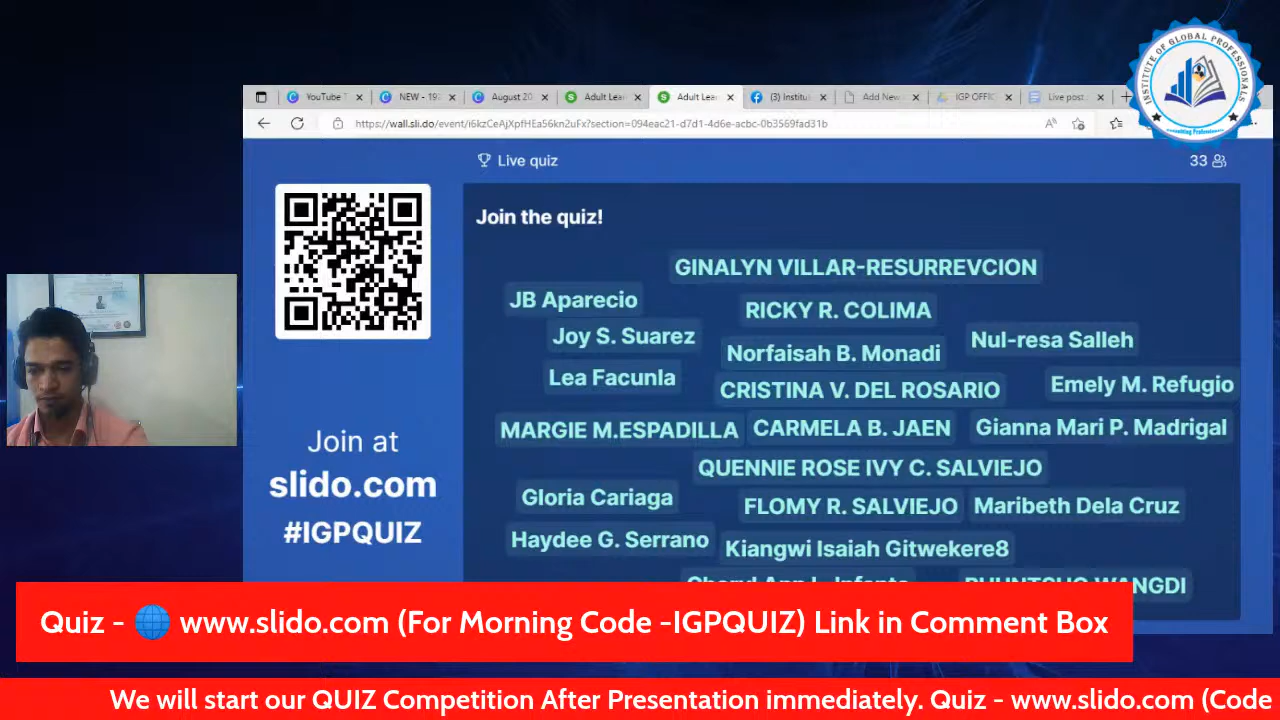 INSTITUTE OF GLOBAL PROFESSIONALS
YouTube T
NEW - 19
August 20
Adult Lea
Adult Lea
(3) Institu
Add New
IGP OFFIC
Live post
https://wall.sli.do/event/i6kzCeAjXpfHEa56kn2uFx?section=094eac21-d7d1-4d6e-acbc-0b3569fad31b
Live quiz
33
Join the quiz!
GINALYN VILLAR-RESURREVCION
JB Aparecio
RICKY R. COLIMA
Joy S. Suarez
Norfaisah B. Monadi
Nul-resa Salleh
Lea Facunla
CRISTINA V. DEL ROSARIO
Emely M. Refugio
MARGIE M.ESPADILLA
CARMELA B. JAEN
Gianna Mari P. Madrigal
QUENNIE ROSE IVY C. SALVIEJO
Gloria Cariaga
FLOMY R. SALVIEJO
Maribeth Dela Cruz
Haydee G. Serrano
Kiangwi Isaiah Gitwekere8
WANGDI
Join at
slido.com
#IGPQUIZ
Quiz - 🌐 www.slido.com (For Morning Code -IGPQUIZ) Link in Comment Box
We will start our QUIZ Competition After Presentation immediately. Quiz - www.slido.com (Code